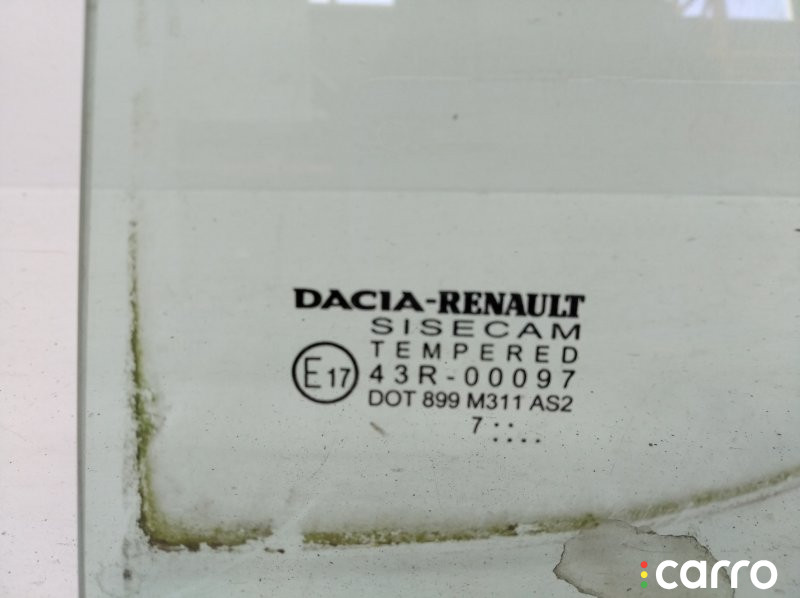 DACIA-RENAULT
SISECAM
TEMPERED
E17 43R-00097
DOT 899 M311 AS2
7
carro